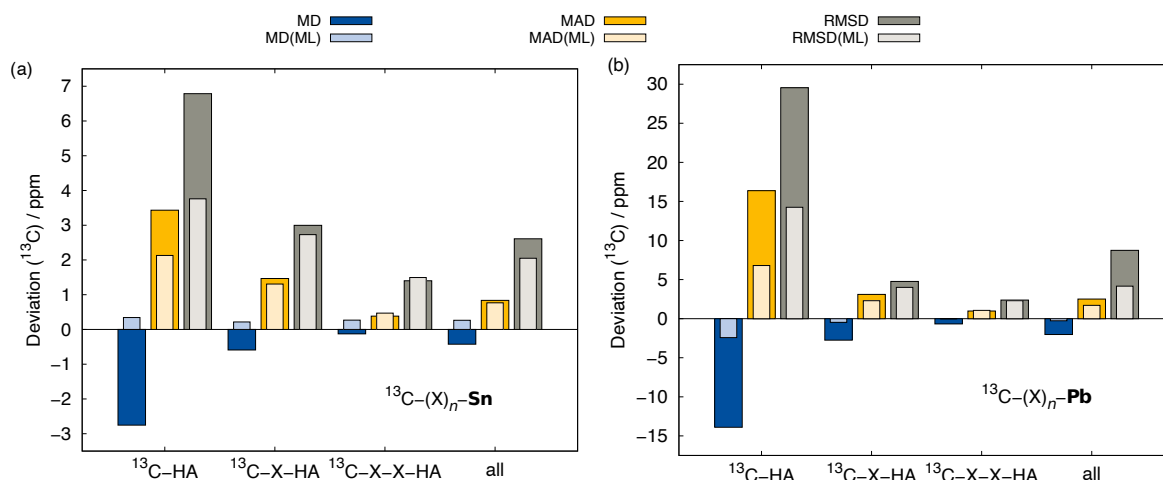 MD MAD RMSD
MD(ML) MAD(ML) RMSD(ML)
(a)
Deviation (¹³C) / ppm
7
6
5
4
3
2
1
0
−1
−2
−3
¹³C−(X)ₙ−Sn
¹³C−HA ¹³C−X−HA ¹³C−X−X−HA all
(b)
Deviation (¹³C) / ppm
30
25
20
15
10
5
0
−5
−10
−15
¹³C−(X)ₙ−Pb
¹³C−HA ¹³C−X−HA ¹³C−X−X−HA all